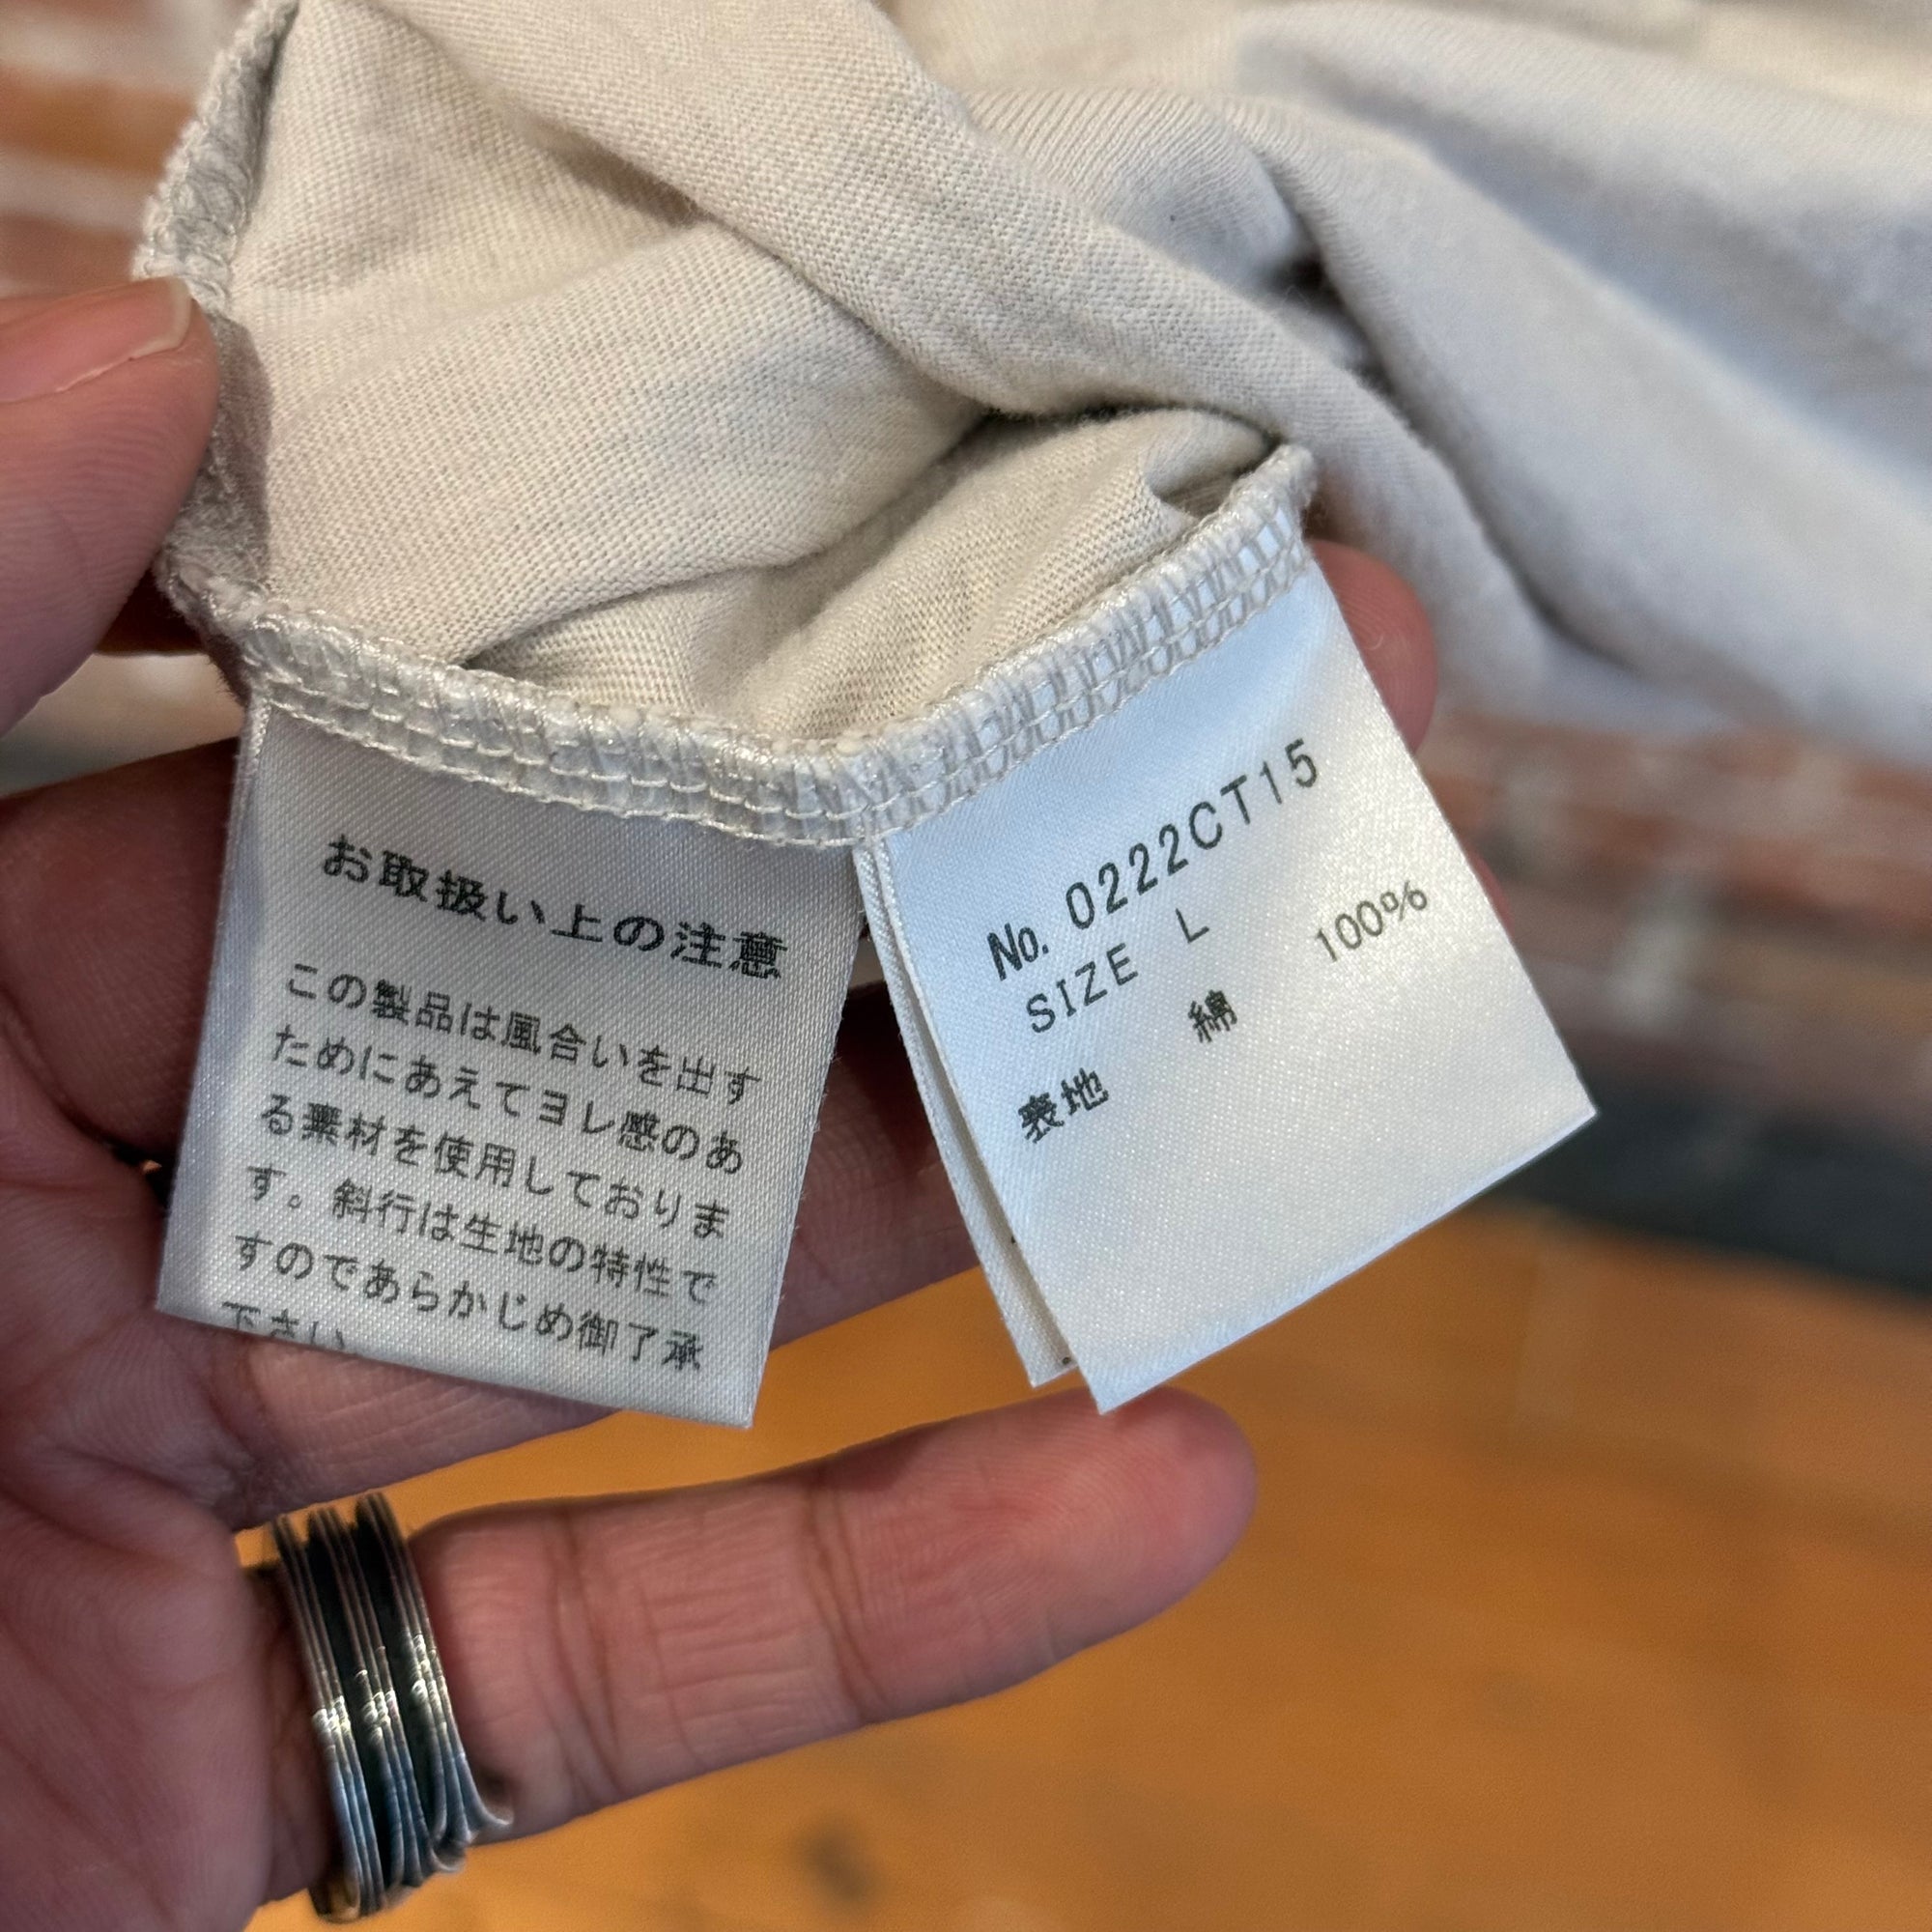 お取扱い上の注意
この製品は風合いを出す
ためにあえてヨレ感のあ
る素材を使用しておりま
す。斜行は生地の特性で
すのであらかじめ御了承
下さい。
No. 0222CT15
SIZE L
表地 綿 100%